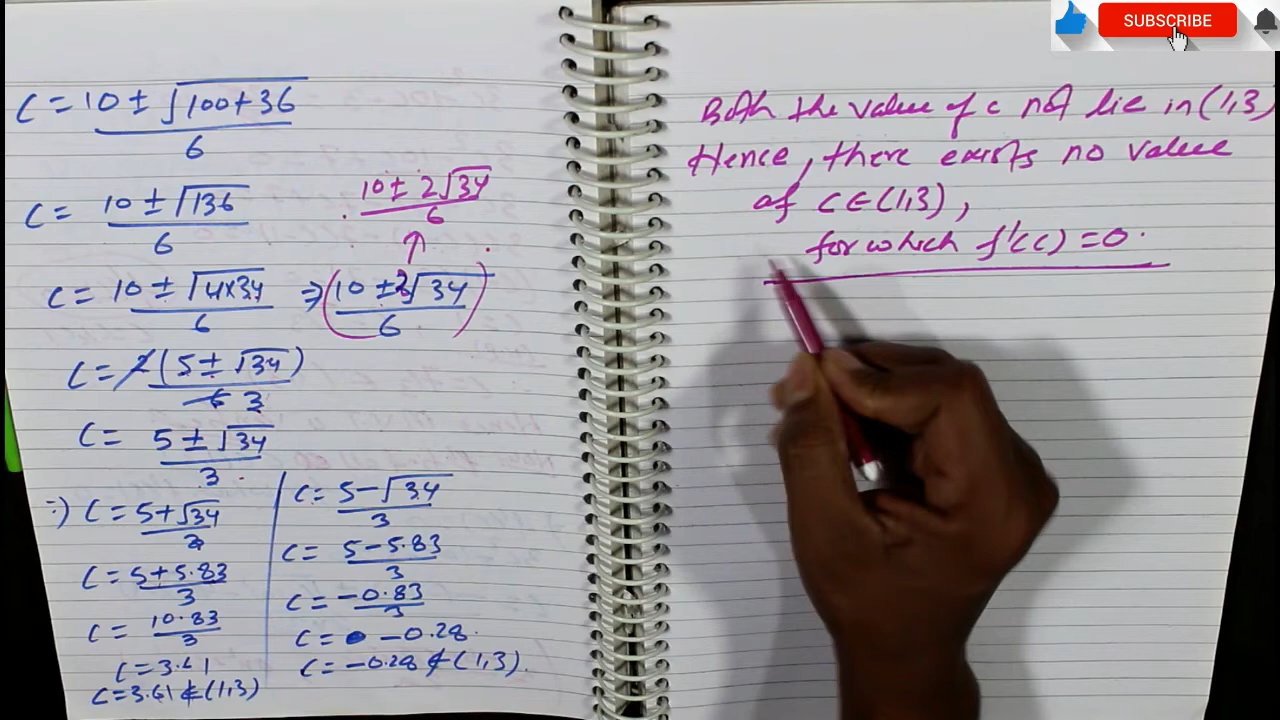 C = 10 ± √100+36 / 6
C = 10 ± √136 / 6
10 ± 2√34 / 6
C = 10 ± √4×34 / 6 ⇒ (10 ± 2√34 / 6)
C = 2(5 ± √34) / 6 3
C = 5 ± √34 / 3
⇒) C = 5+√34 / 3
C = 5+5.83 / 3
C = 10.83 / 3
C = 3.61
C = 3.61 ∉ (1,3)
C = 5-√34 / 3
C = 5-5.83 / 3
C = -0.83 / 3
C = -0.28.
C = -0.28 ∉ (1,3).
SUBSCRIBE
Both the value of c not lie in (1,3)
Hence, there exists no value
of C ∈ (1,3),
for which f'(c) = 0.